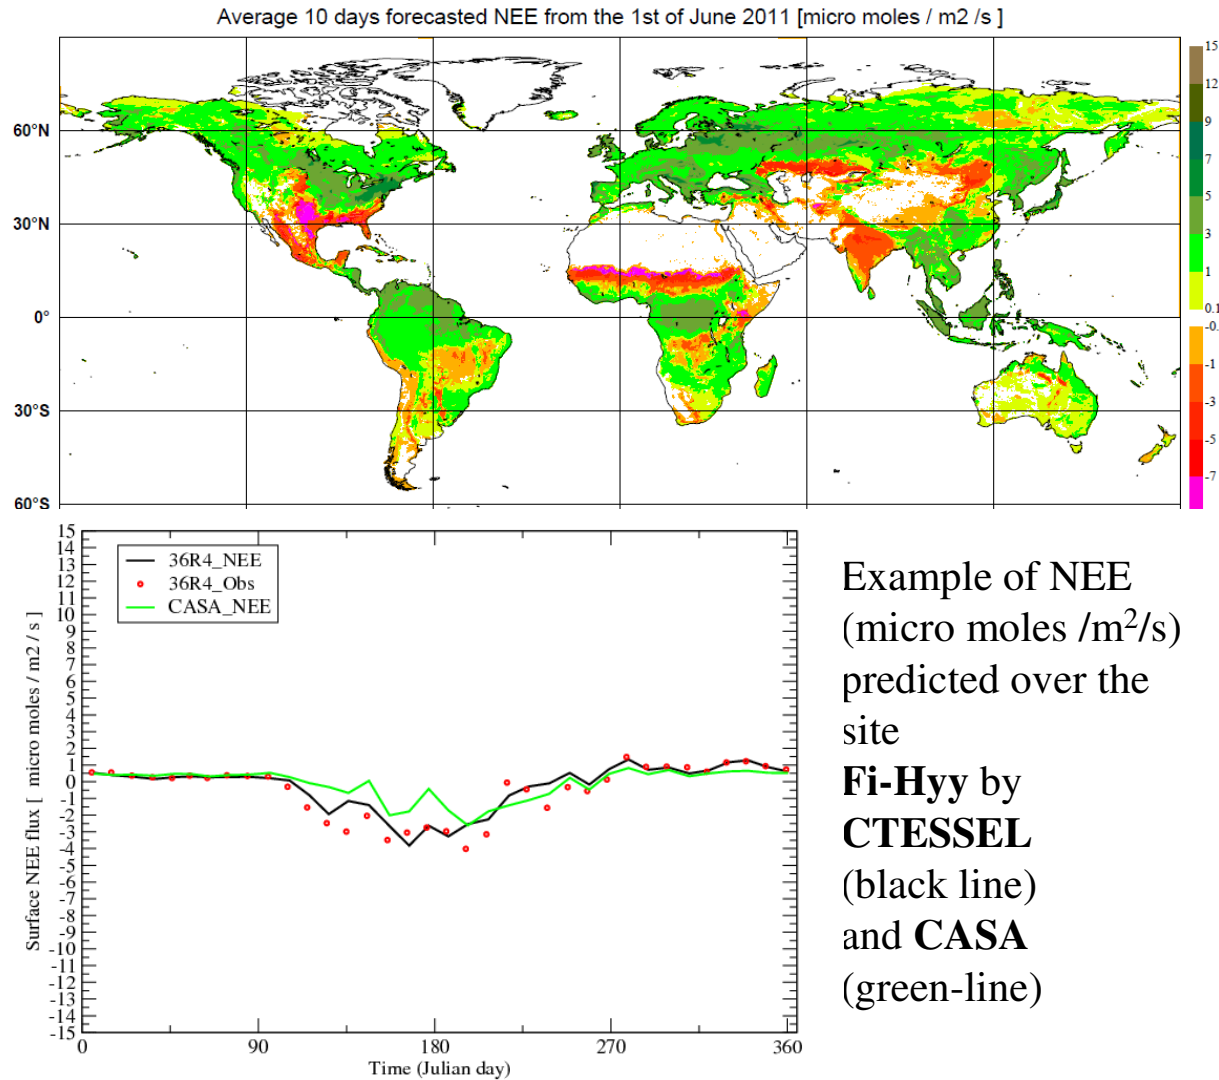 Average 10 days forecasted NEE from the 1st of June 2011 [micro moles / m2 /s ]
60°N
30°N
0°
30°S
60°S
15
12
9
7
5
3
1
0.1
-0.
-1
-3
-5
-7
15
14
13
12
11
10
9
8
7
6
5
4
3
2
1
0
-1
-2
-3
-4
-5
-6
-7
-8
-9
-10
-11
-12
-13
-14
-15
Surface NEE flux [ micro moles / m2 / s ]
36R4_NEE
36R4_Obs
CASA_NEE
0 90 180 270 360
Time (Julian day)
Example of NEE
(micro moles /m²/s)
predicted over the
site
Fi-Hyy by
CTESSEL
(black line)
and CASA
(green-line)